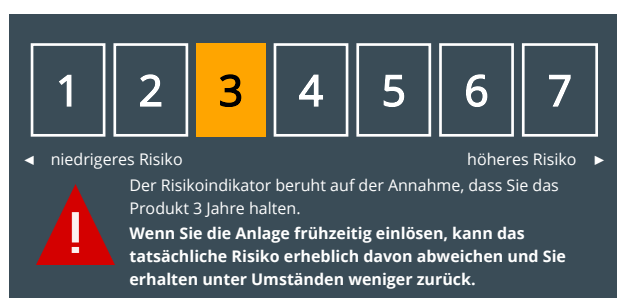 1 2 3 4 5 6 7
◄ niedrigeres Risiko höheres Risiko ►
Der Risikoindikator beruht auf der Annahme, dass Sie das
Produkt 3 Jahre halten.
Wenn Sie die Anlage frühzeitig einlösen, kann das
tatsächliche Risiko erheblich davon abweichen und Sie
erhalten unter Umständen weniger zurück.
!